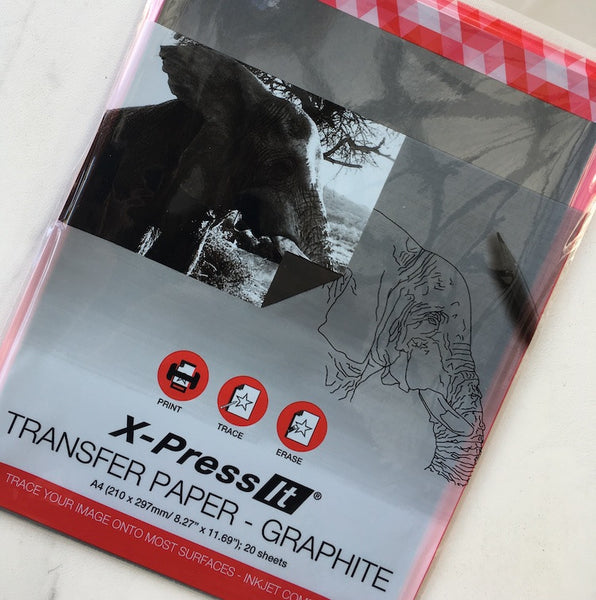 PRINT
TRACE
ERASE
X-Press It®
TRANSFER PAPER - GRAPHITE
A4 (210 x 297mm/ 8.27" x 11.69"); 20 sheets
TRACE YOUR IMAGE ONTO MOST SURFACES - INKJET